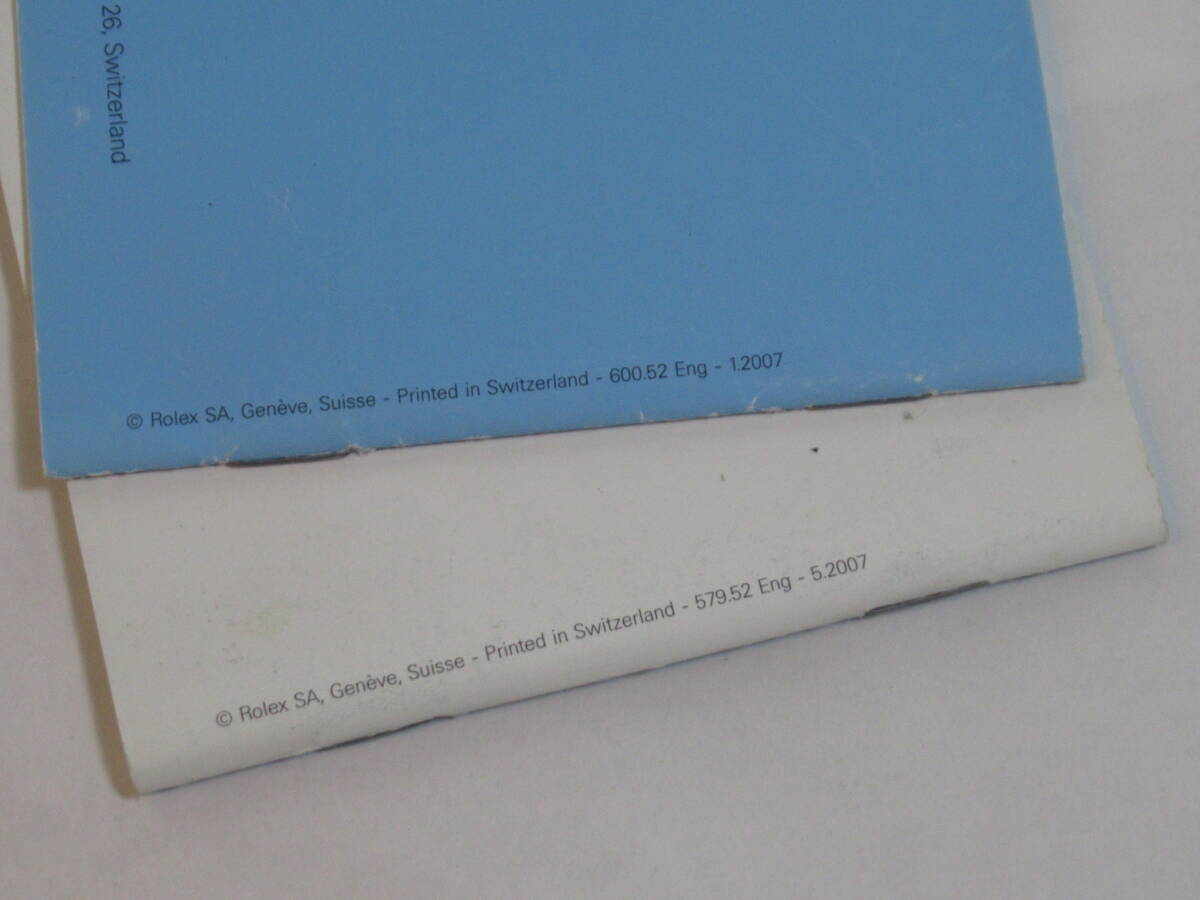 26, Switzerland
© Rolex SA, Genève, Suisse - Printed in Switzerland - 600.52 Eng - 1.2007
© Rolex SA, Genève, Suisse - Printed in Switzerland - 579.52 Eng - 5.2007